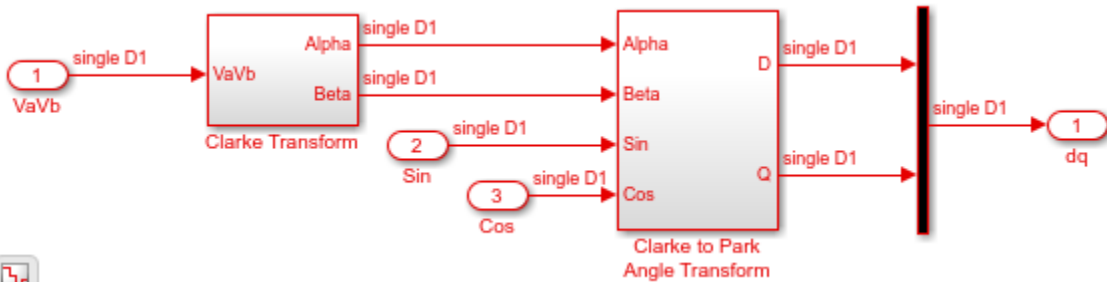 single D1
1
VaVb
VaVb
Alpha
Beta
Clarke Transform
single D1
single D1
2
Sin
single D1
3
Cos
single D1
Alpha
Beta
Sin
Cos
D
Q
Clarke to Park
Angle Transform
single D1
single D1
single D1
1
dq